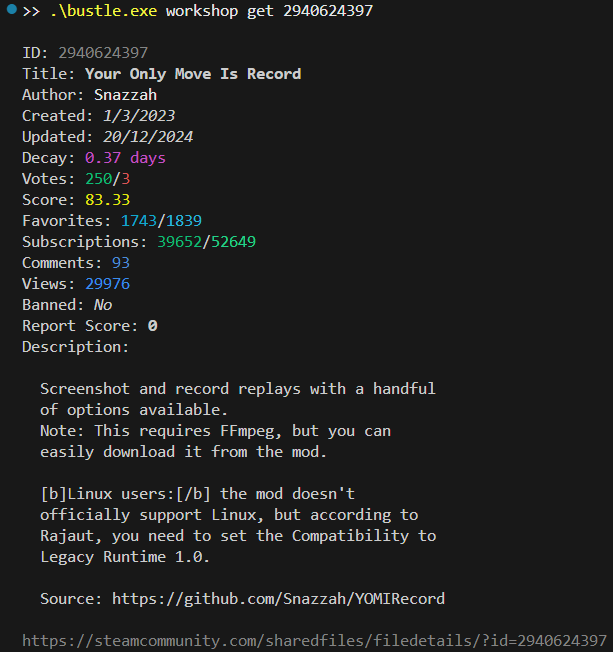 >> .\bustle.exe workshop get 2940624397
ID: 2940624397
Title: Your Only Move Is Record
Author: Snazzah
Created: 1/3/2023
Updated: 20/12/2024
Decay: 0.37 days
Votes: 250/3
Score: 83.33
Favorites: 1743/1839
Subscriptions: 39652/52649
Comments: 93
Views: 29976
Banned: No
Report Score: 0
Description:
Screenshot and record replays with a handful
of options available.
Note: This requires FFmpeg, but you can
easily download it from the mod.
[b]Linux users:[/b] the mod doesn't
officially support Linux, but according to
Rajaut, you need to set the Compatibility to
Legacy Runtime 1.0.
Source: https://github.com/Snazzah/YOMIRecord
https://steamcommunity.com/sharedfiles/filedetails/?id=2940624397